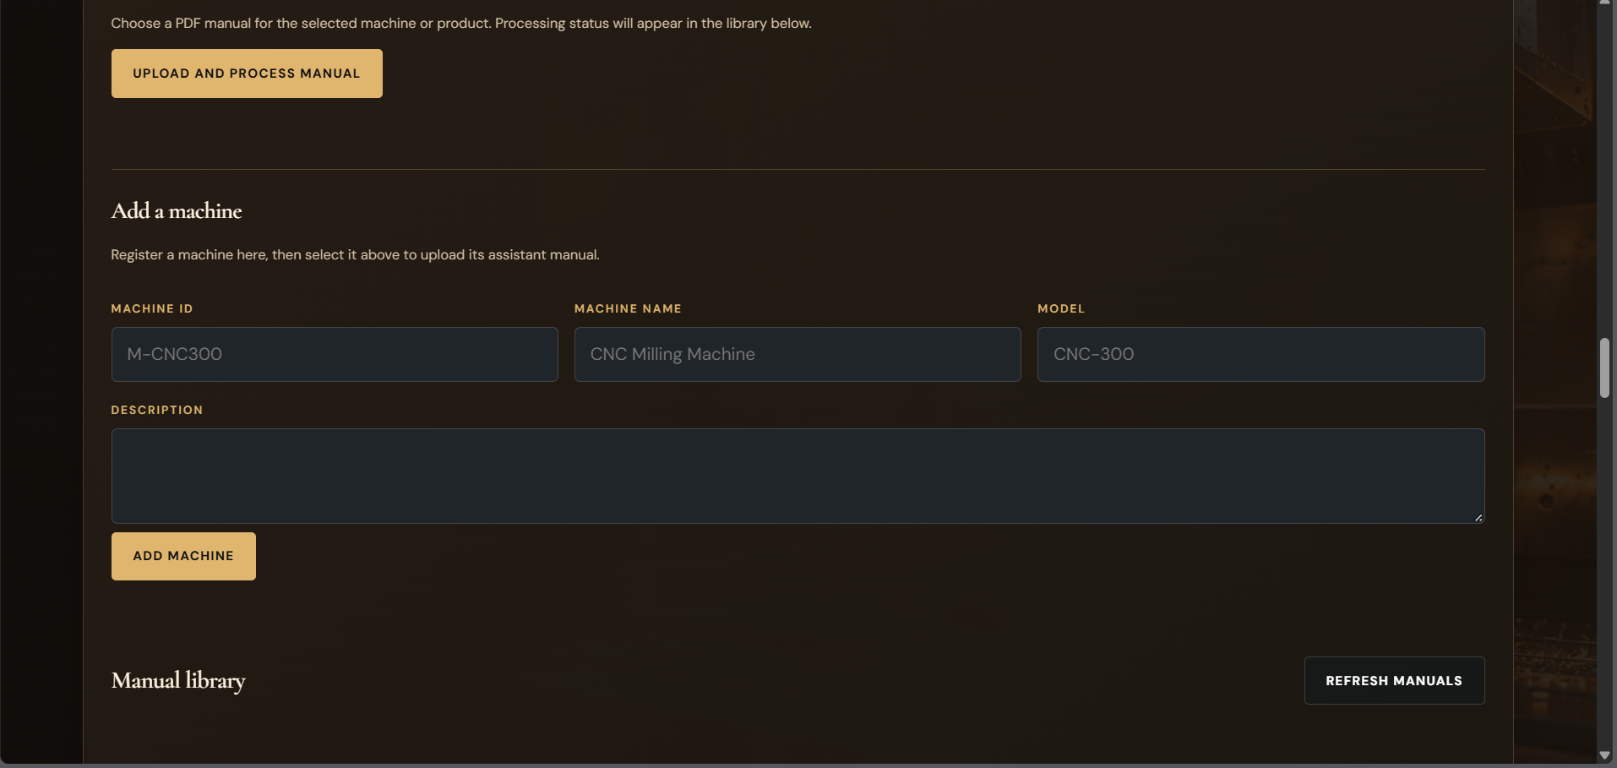 Choose a PDF manual for the selected machine or product. Processing status will appear in the library below.
UPLOAD AND PROCESS MANUAL
Add a machine
Register a machine here, then select it above to upload its assistant manual.
MACHINE ID
MACHINE NAME
MODEL
M-CNC300
CNC Milling Machine
CNC-300
DESCRIPTION
ADD MACHINE
Manual library
REFRESH MANUALS